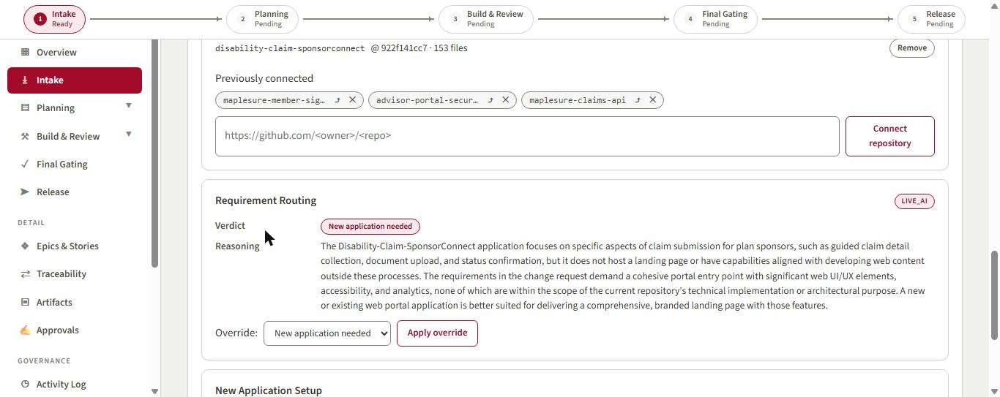 1 Intake Ready
2 Planning Pending
3 Build & Review Pending
4 Final Gating Pending
5 Release Pending
Overview
Intake
Planning
Build & Review
Final Gating
Release
DETAIL
Epics & Stories
Traceability
Artifacts
Approvals
GOVERNANCE
Activity Log
disability-claim-sponsorconnect @ 922f141cc7 · 153 files
Remove
Previously connected
maplesure-member-sig…
advisor-portal-secur…
maplesure-claims-api
https://github.com/<owner>/<repo>
Connect
repository
Requirement Routing
LIVE_AI
Verdict
New application needed
Reasoning
The Disability-Claim-SponsorConnect application focuses on specific aspects of claim submission for plan sponsors, such as guided claim detail
collection, document upload, and status confirmation, but it does not host a landing page or have capabilities aligned with developing web content
outside these processes. The requirements in the change request demand a cohesive portal entry point with significant web UI/UX elements,
accessibility, and analytics, none of which are within the scope of the current repository's technical implementation or architectural purpose. A new
or existing web portal application is better suited for delivering a comprehensive, branded landing page with those features.
Override: New application needed
Apply override
New Application Setup